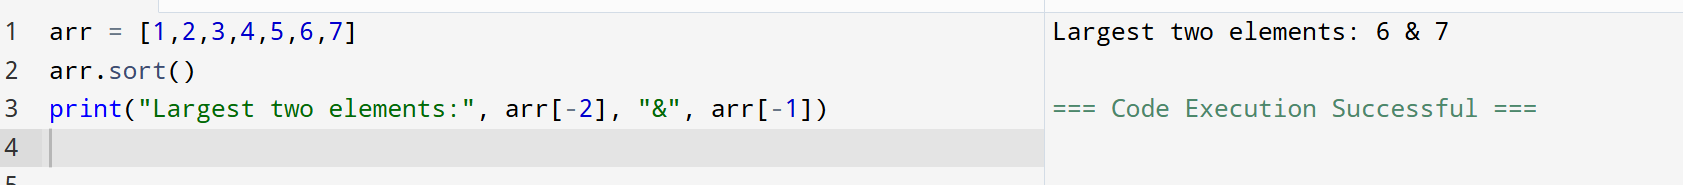 1 arr = [1,2,3,4,5,6,7]
2 arr.sort()
3 print("Largest two elements:", arr[-2], "&", arr[-1])
4
5
Largest two elements: 6 & 7
=== Code Execution Successful ===